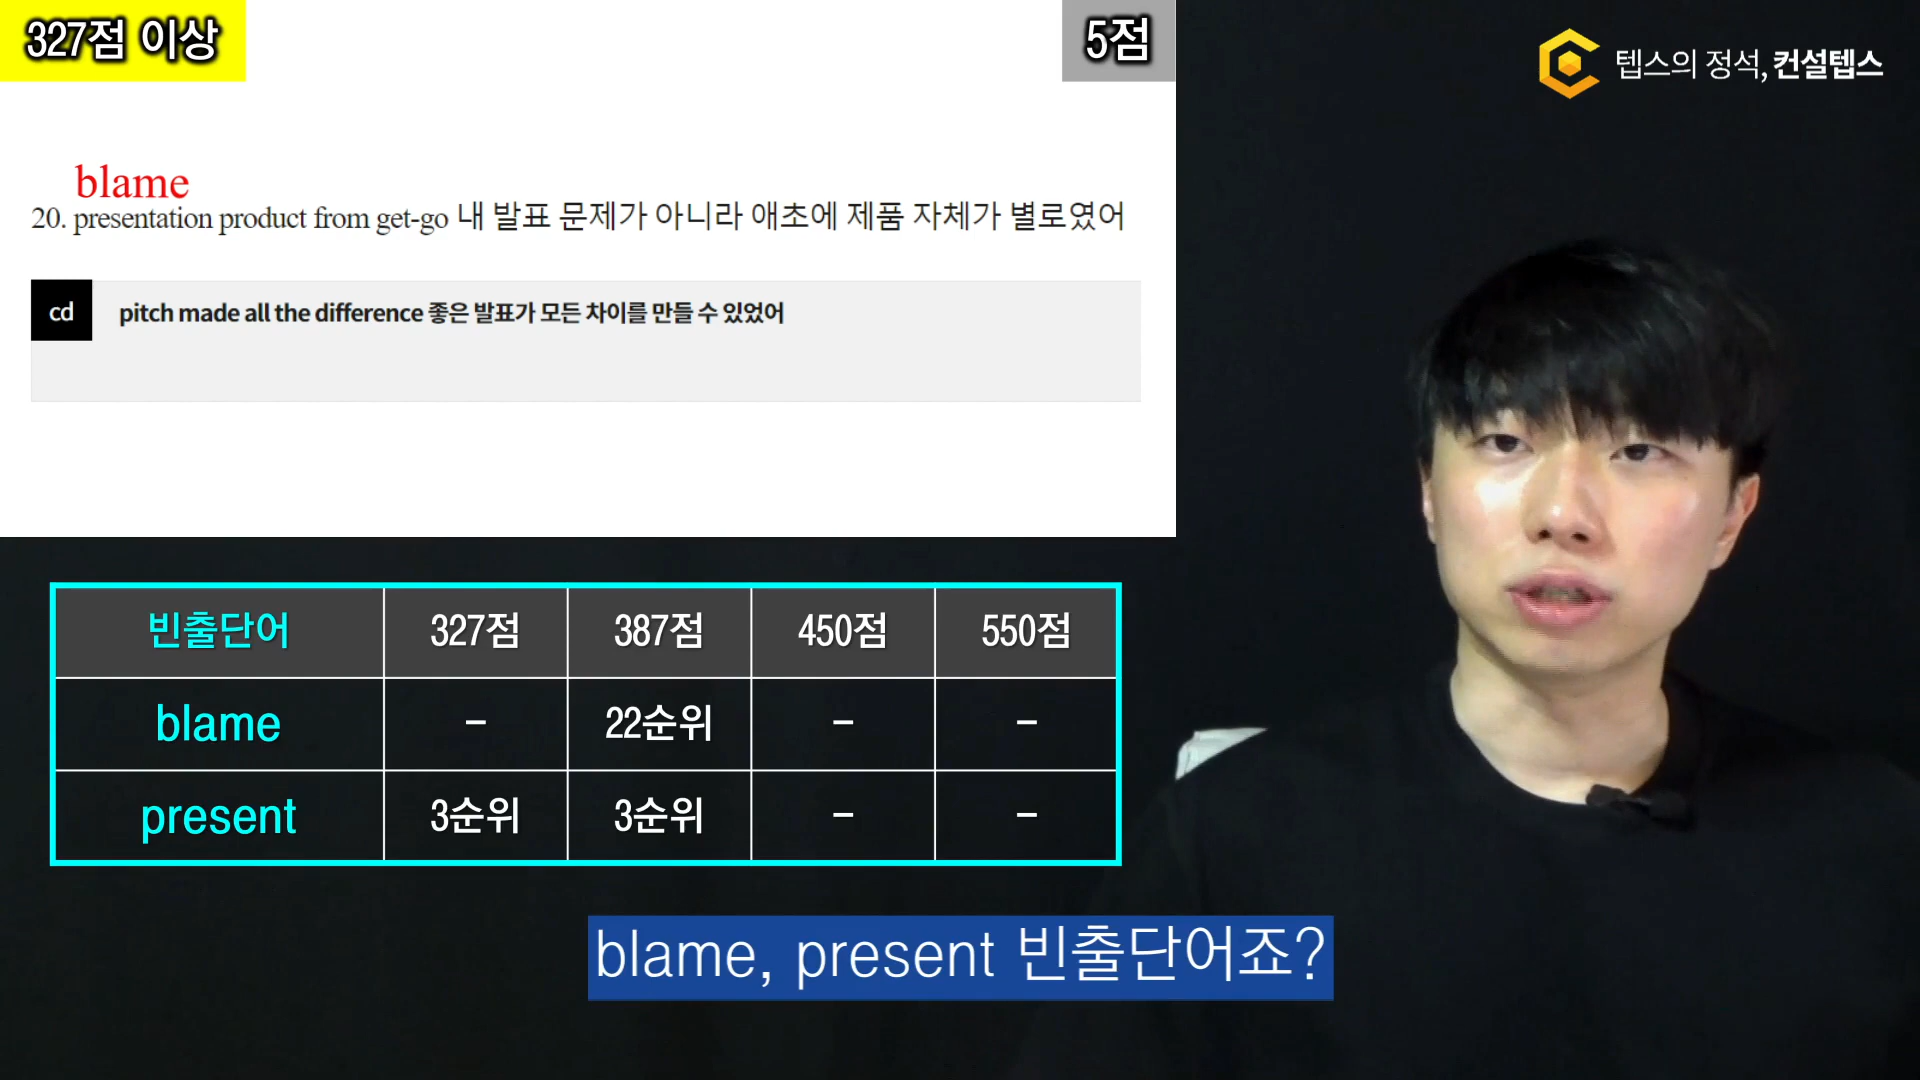 327점 이상
5점
텝스의 정석, 컨설텝스
blame
20. presentation product from get-go 내 발표 문제가 아니라 애초에 제품 자체가 별로였어
cd
pitch made all the difference 좋은 발표가 모든 차이를 만들 수 있었어
빈출단어 327점 387점 450점 550점
blame - 22순위 - -
present 3순위 3순위 - -
blame, present 빈출단어죠?